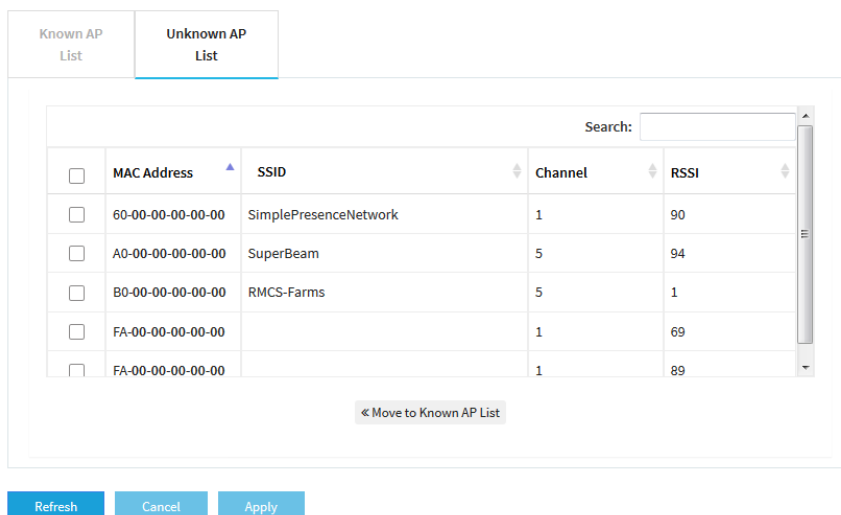 Known AP Unknown AP
List List
Search:
MAC Address SSID Channel RSSI
60-00-00-00-00-00 SimplePresenceNetwork 1 90
A0-00-00-00-00-00 SuperBeam 5 94
B0-00-00-00-00-00 RMCS-Farms 5 1
FA-00-00-00-00-00 1 69
FA-00-00-00-00-00 1 89
« Move to Known AP List
Refresh Cancel Apply